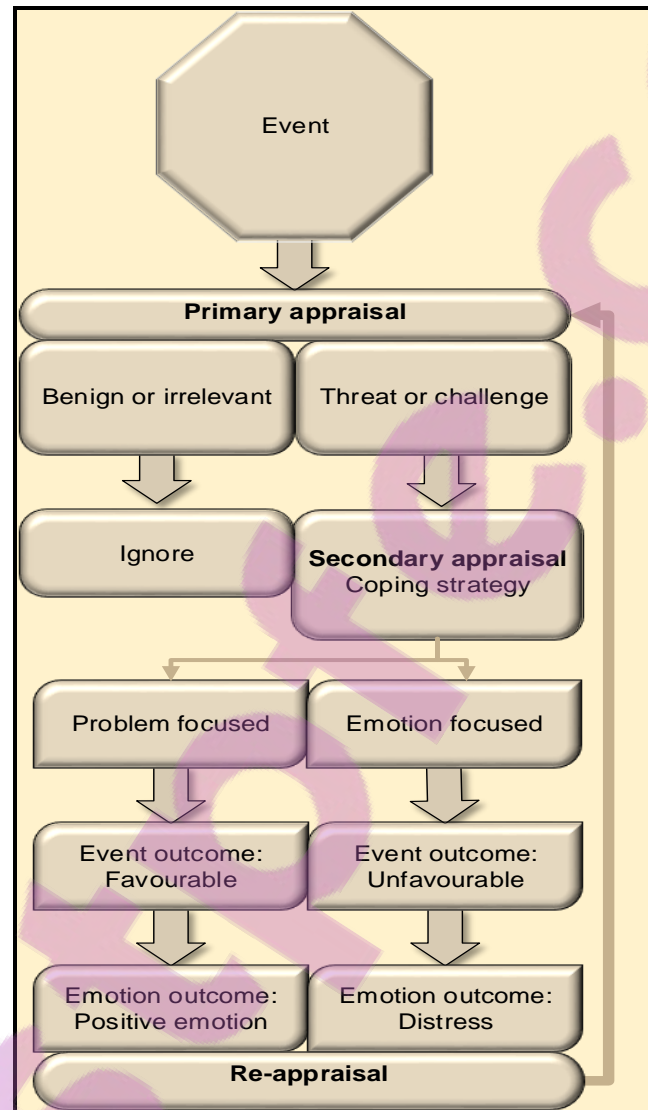 Event
Primary appraisal
Benign or irrelevant
Threat or challenge
Ignore
Secondary appraisal
Coping strategy
Problem focused
Emotion focused
Event outcome:
Favourable
Event outcome:
Unfavourable
Emotion outcome:
Positive emotion
Emotion outcome:
Distress
Re-appraisal